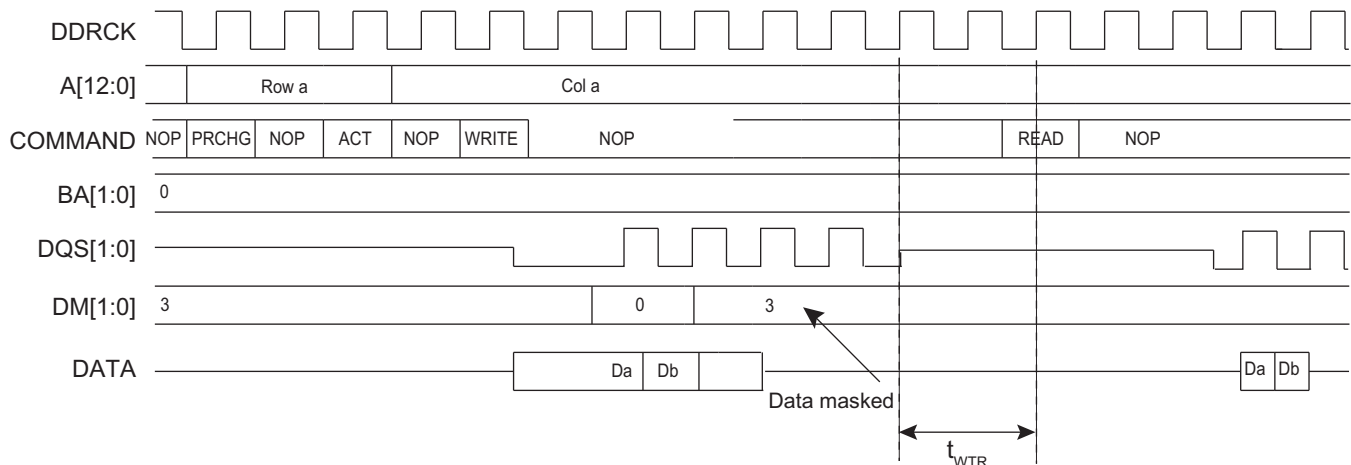 DDRCK
A[12:0] Row a Col a
COMMAND NOP PRCHG NOP ACT NOP WRITE NOP READ NOP
BA[1:0] 0
DQS[1:0]
DM[1:0] 3 0 3
DATA Da Db Da Db
Data masked
tWTR